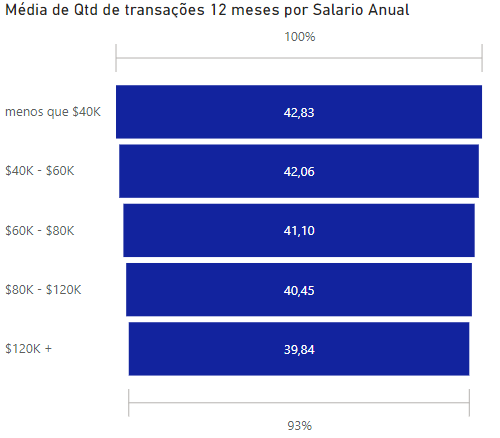 Média de Qtd de transações 12 meses por Salario Anual
100%
menos que $40K 42,83
$40K - $60K 42,06
$60K - $80K 41,10
$80K - $120K 40,45
$120K + 39,84
93%